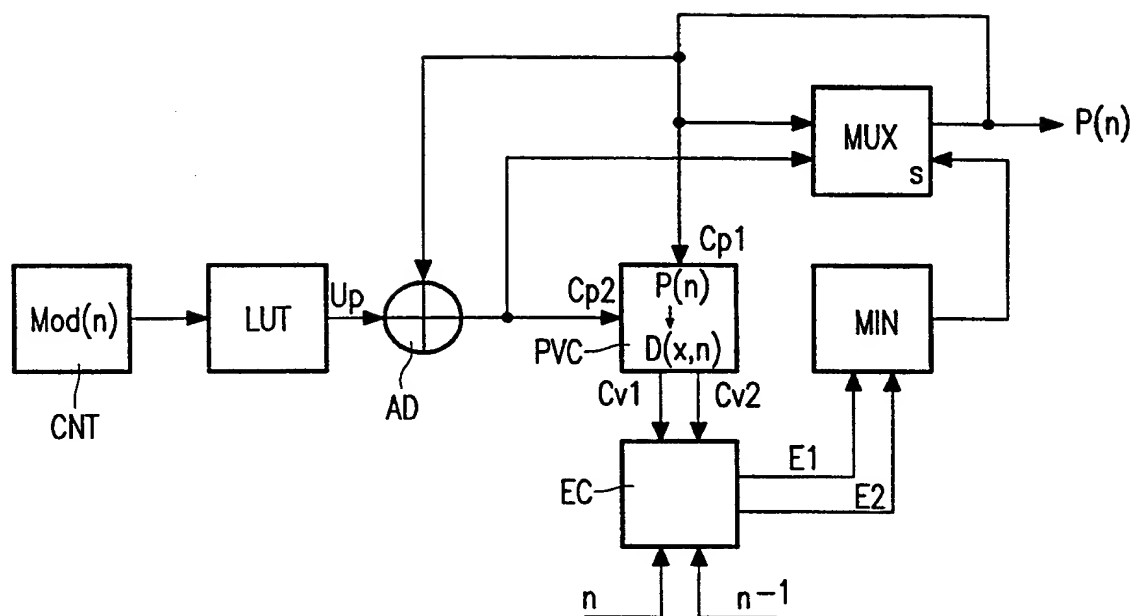 P(n)
MUX
s
Cp1
Mod(n)
LUT
Up
Cp2
P(n)
D(x,n)
PVC
MIN
CNT
AD
Cv1
Cv2
EC
E1
E2
n
n-1